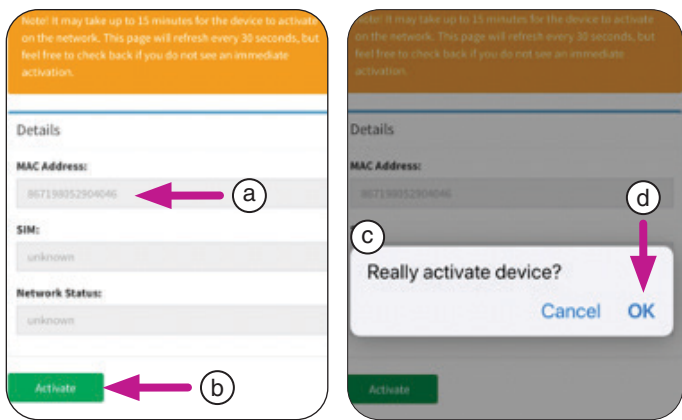 Note! It may take up to 15 minutes for the device to activate
on the network. This page will refresh every 30 seconds, but
feel free to check back if you do not see an immediate
activation.
Details
MAC Address:
867198052904046
a
SIM:
unknown
Network Status:
unknown
Activate
b
Note! It may take up to 15 minutes for the device to activate
on the network. This page will refresh every 30 seconds, but
feel free to check back if you do not see an immediate
activation.
Details
MAC Address:
867198052904046
d
c
Really activate device?
Cancel OK
Activate